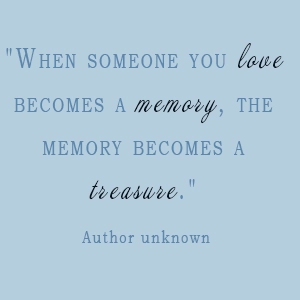 "When someone you love
becomes a memory, the
memory becomes a
treasure."
Author unknown